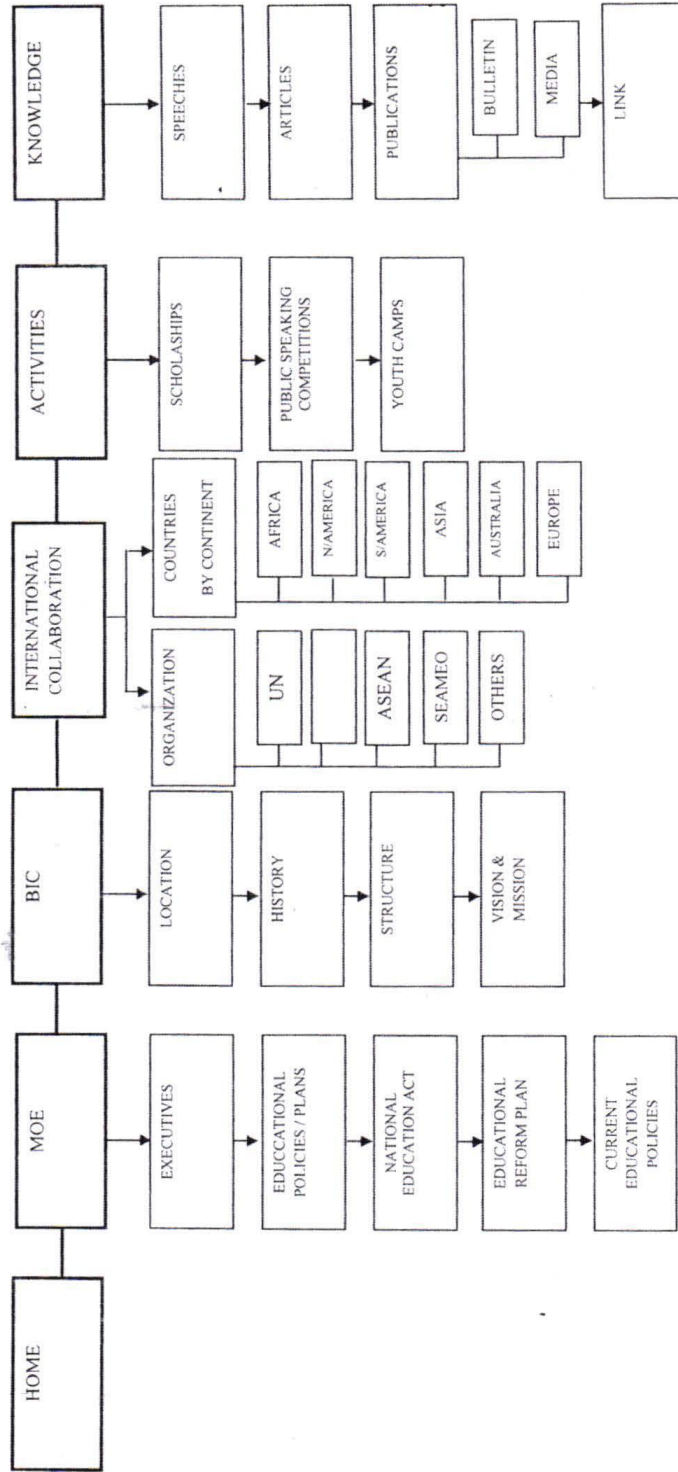 HOME
MOE
EXECUTIVES
EDUCCATIONAL
POLICIES / PLANS
NATIONAL
EDUCATION ACT
EDUCATIONAL
REFORM PLAN
CURRENT
EDUCATIONAL
POLICIES
BIC
LOCATION
HISTORY
STRUCTURE
VISION &
MISSION
INTERNATIONAL
COLLABORATION
ORGANIZATION
UN
ASEAN
SEAMEO
OTHERS
COUNTRIES
BY CONTINENT
AFRICA
N/AMERICA
S/AMERICA
ASIA
AUSTRALIA
EUROPE
ACTIVITIES
SCHOLASHIPS
PUBLIC SPEAKING
COMPETITIONS
YOUTH CAMPS
KNOWLEDGE
SPEECHES
ARTICLES
PUBLICATIONS
BULLETIN
MEDIA
LINK